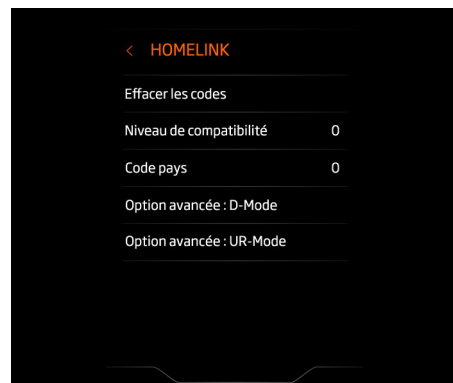 < HOMELINK
Effacer les codes
Niveau de compatibilité 0
Code pays 0
Option avancée : D-Mode
Option avancée : UR-Mode